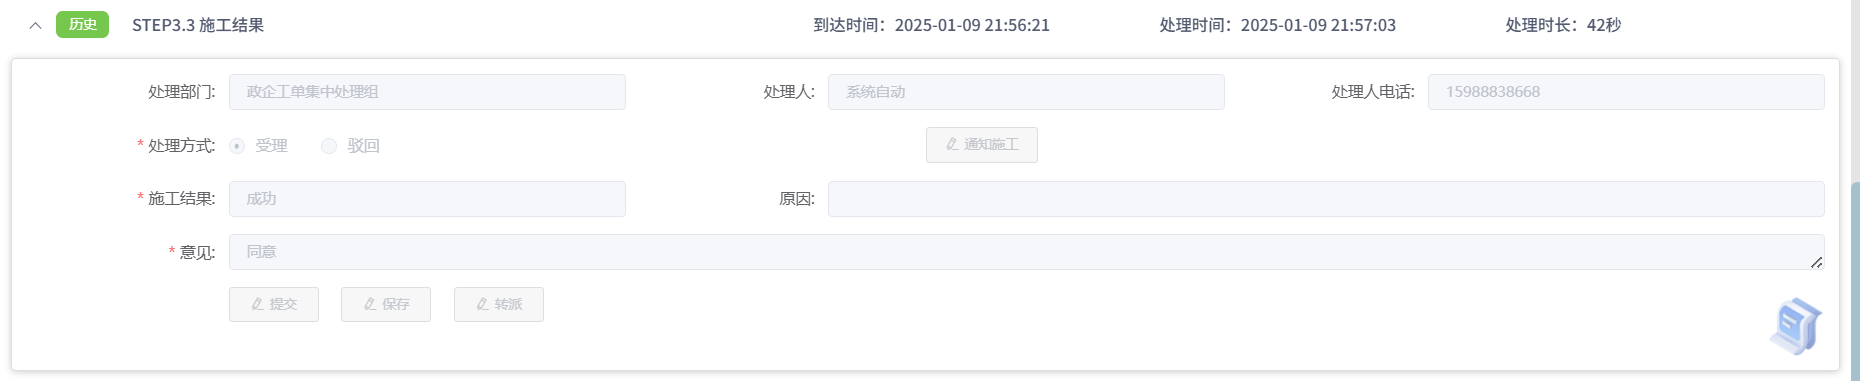 历史 STEP3.3 施工结果 到达时间：2025-01-09 21:56:21 处理时间：2025-01-09 21:57:03 处理时长：42秒
处理部门: 政企工单集中处理组 处理人: 系统自动 处理人电话: 15988838668
* 处理方式: 受理 驳回 通知施工
* 施工结果: 成功 原因:
* 意见: 同意
提交 保存 转派